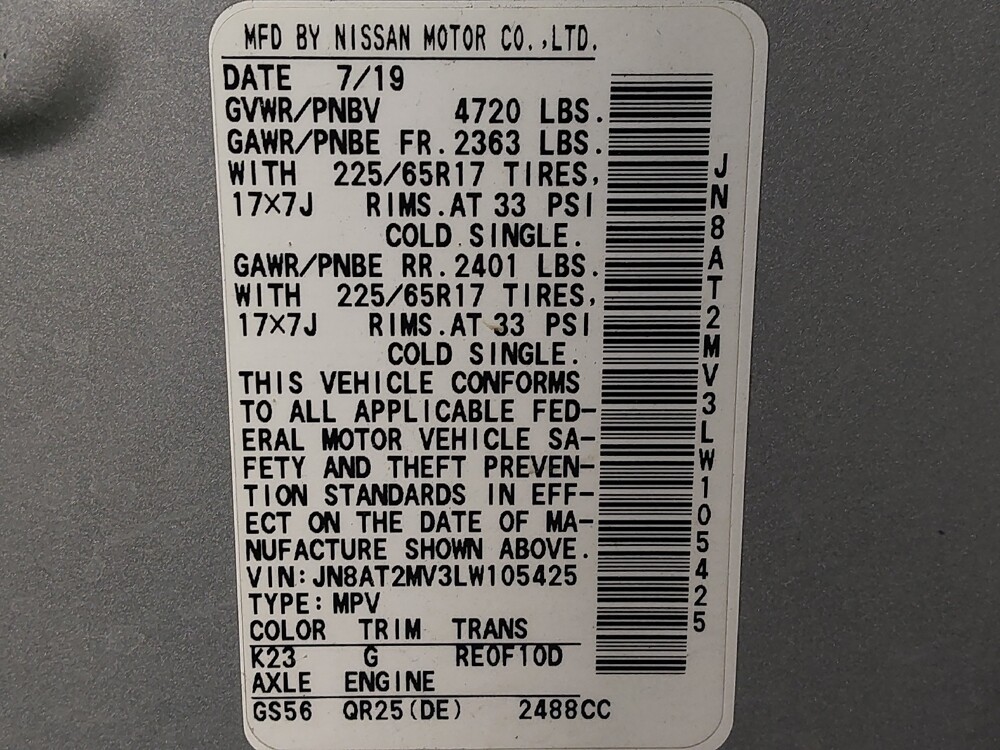 MFD BY NISSAN MOTOR CO.,LTD.
DATE 7/19
GVWR/PNBV 4720 LBS.
GAWR/PNBE FR.2363 LBS.
WITH 225/65R17 TIRES,
17×7J RIMS.AT 33 PSI
COLD SINGLE.
GAWR/PNBE RR.2401 LBS.
WITH 225/65R17 TIRES,
17×7J RIMS.AT 33 PSI
COLD SINGLE.
THIS VEHICLE CONFORMS
TO ALL APPLICABLE FED-
ERAL MOTOR VEHICLE SA-
FETY AND THEFT PREVEN-
TION STANDARDS IN EFF-
ECT ON THE DATE OF MA-
NUFACTURE SHOWN ABOVE.
VIN:JN8AT2MV3LW105425
TYPE:MPV
COLOR TRIM TRANS
K23 G RE0F10D
AXLE ENGINE
GS56 QR25(DE) 2488CC
JN8AT2MV3LW105425